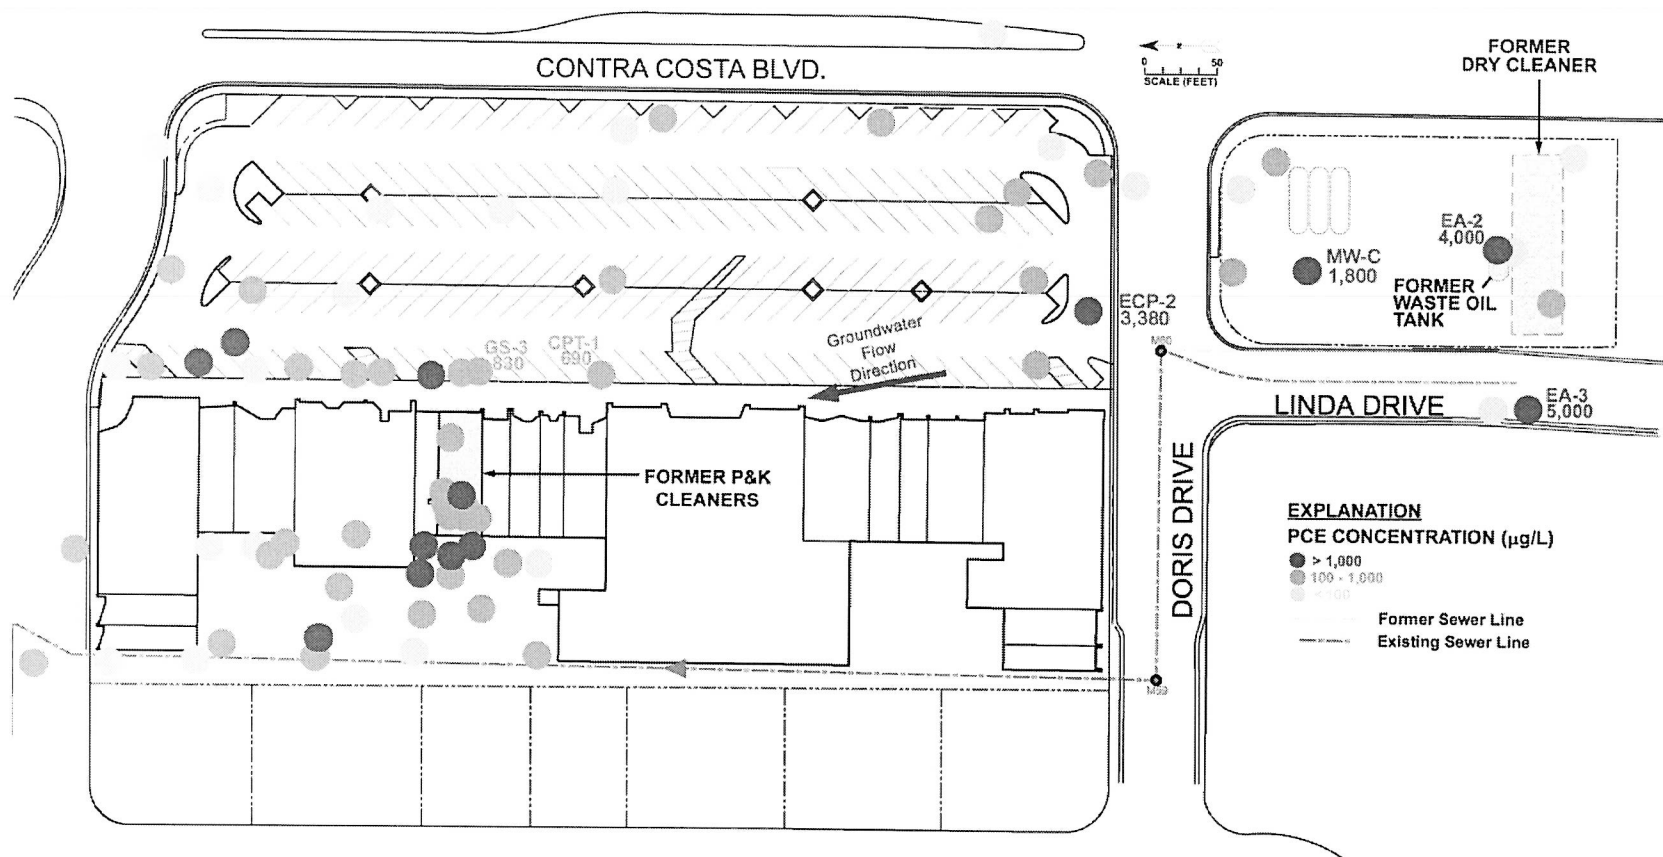 CONTRA COSTA BLVD.
0 50
SCALE (FEET)
FORMER
DRY CLEANER
EA-2
4,000
MW-C
1,800
FORMER
WASTE OIL
TANK
ECP-2
3,380
Groundwater
Flow
Direction
GS-3
830
CPT-1
690
LINDA DRIVE
EA-3
5,000
FORMER P&K
CLEANERS
DORIS DRIVE
EXPLANATION
PCE CONCENTRATION (µg/L)
> 1,000
100 - 1,000
< 100
Former Sewer Line
Existing Sewer Line